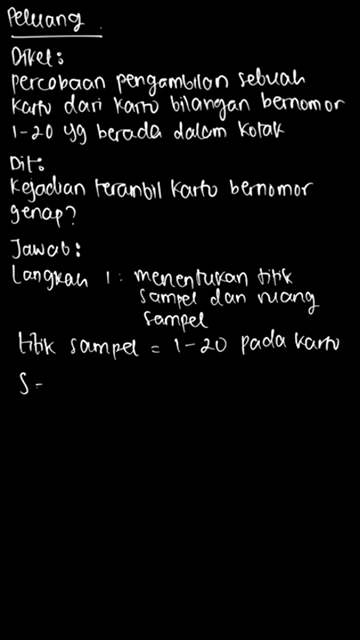 Peluang
Diket:
Percobaan pengambilan sebuah
kartu dari kartu bilangan bernomor
1-20 yg berada dalam kotak
Dit:
Kejadian terambil kartu bernomor
genap?
Jawab:
Langkah 1: menentukan titik
sampel dan ruang
sampel
titik sampel = 1-20 pada kartu
S -